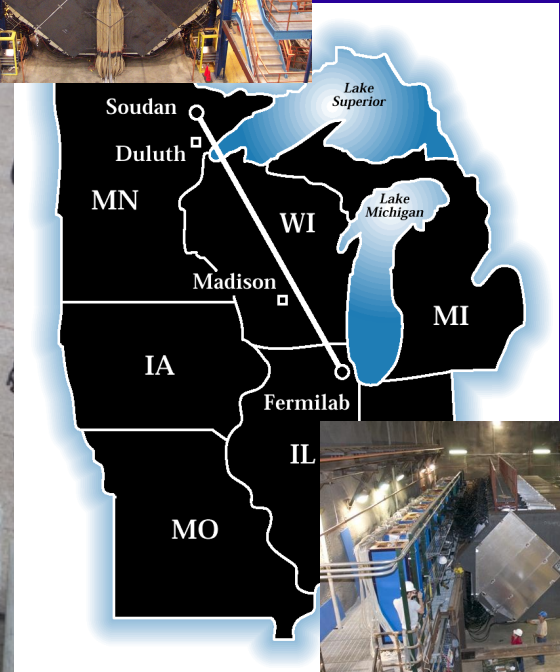 Lake
Superior
Soudan
Duluth
MN
Lake
Michigan
WI
Madison
MI
IA
Fermilab
IL
MO